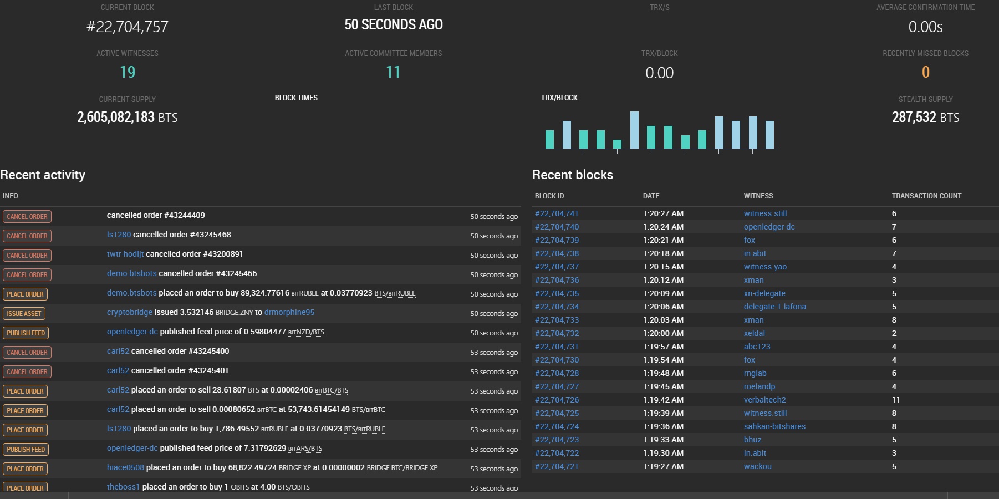 CURRENT BLOCK
#22,704,757
LAST BLOCK
50 SECONDS AGO
TRX/S
AVERAGE CONFIRMATION TIME
0.00s
ACTIVE WITNESSES
19
ACTIVE COMMITTEE MEMBERS
11
TRX/BLOCK
0.00
RECENTLY MISSED BLOCKS
0
CURRENT SUPPLY
2,605,082,183 BTS
BLOCK TIMES
TRX/BLOCK
STEALTH SUPPLY
287,532 BTS
Recent activity
INFO
CANCEL ORDER cancelled order #43244409 50 seconds ago
CANCEL ORDER ls1280 cancelled order #43245468 50 seconds ago
CANCEL ORDER twtr-hodljt cancelled order #43200891 50 seconds ago
CANCEL ORDER demo.btsbots cancelled order #43245466 50 seconds ago
PLACE ORDER demo.btsbots placed an order to buy 89,324.77616 BITRUBLE at 0.03770923 BTS/BITRUBLE 50 seconds ago
ISSUE ASSET cryptobridge issued 3.532146 BRIDGE.ZNY to drmorphine95 50 seconds ago
PUBLISH FEED openledger-dc published feed price of 0.59804477 BITNZD/BTS 50 seconds ago
CANCEL ORDER carl52 cancelled order #43245400 53 seconds ago
CANCEL ORDER carl52 cancelled order #43245401 53 seconds ago
PLACE ORDER carl52 placed an order to sell 28.61807 BTS at 0.00002406 BITBTC/BTS 53 seconds ago
PLACE ORDER carl52 placed an order to sell 0.00080652 BITBTC at 53,743.61454149 BTS/BITBTC 53 seconds ago
PLACE ORDER ls1280 placed an order to buy 1,786.49552 BITRUBLE at 0.03770923 BTS/BITRUBLE 53 seconds ago
PUBLISH FEED openledger-dc published feed price of 7.31792629 BITARS/BTS 53 seconds ago
PLACE ORDER hiace0508 placed an order to buy 68,822.49724 BRIDGE.XP at 0.00000002 BRIDGE.BTC/BRIDGE.XP 53 seconds ago
PLACE ORDER theboss1 placed an order to buy 1 OBITS at 4.00 BTS/OBITS 53 seconds ago
Recent blocks
BLOCK ID DATE WITNESS TRANSACTION COUNT
#22,704,741 1:20:27 AM witness.still 6
#22,704,740 1:20:24 AM openledger-dc 7
#22,704,739 1:20:21 AM fox 6
#22,704,738 1:20:18 AM in.abit 7
#22,704,737 1:20:15 AM witness.yao 4
#22,704,736 1:20:12 AM xman 3
#22,704,735 1:20:09 AM xn-delegate 5
#22,704,734 1:20:06 AM delegate-1.lafona 5
#22,704,733 1:20:03 AM xman 8
#22,704,732 1:20:00 AM xeldal 2
#22,704,731 1:19:57 AM abc123 4
#22,704,730 1:19:54 AM fox 4
#22,704,728 1:19:48 AM rnglab 6
#22,704,727 1:19:45 AM roelandp 4
#22,704,726 1:19:42 AM verbaltech2 11
#22,704,725 1:19:39 AM witness.still 8
#22,704,724 1:19:36 AM sahkan-bitshares 8
#22,704,723 1:19:33 AM bhuz 5
#22,704,722 1:19:30 AM in.abit 3
#22,704,721 1:19:27 AM wackou 5